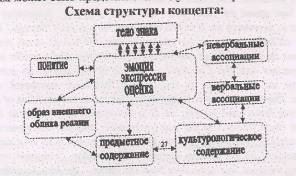 Схема структуры концепта:
тело знака
невербальные
ассоциации
понятие
эмоция
экспрессия
оценка
вербальные
ассоциации
образ внешнего
облика реалии
предметное
содержание
27
культурологическое
содержание